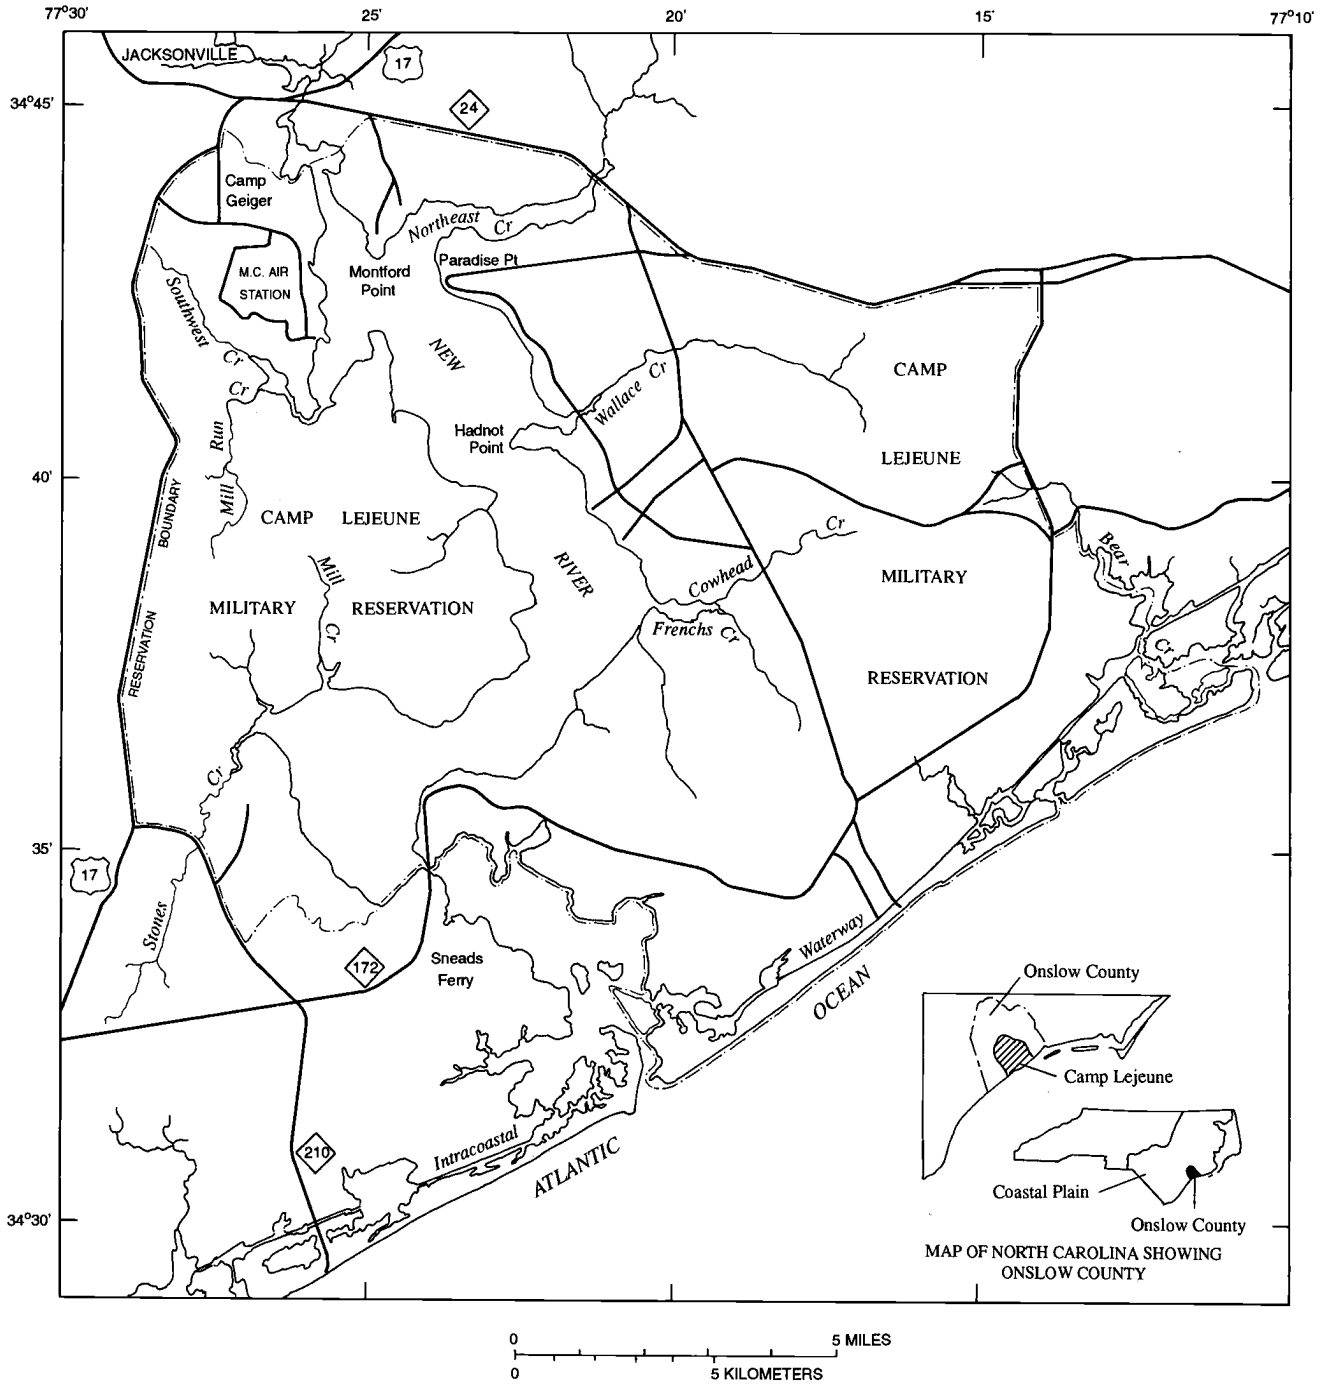 77°30'
25'
20'
15'
77°10'
JACKSONVILLE
17
34°45'
24
Camp
Geiger
Northeast Cr
Paradise Pt
M.C. AIR
STATION
Montford
Point
Southwest Cr
NEW
Cr
Wallace Cr
CAMP
Run
Hadnot
Point
LEJEUNE
40'
Mill
BOUNDARY
CAMP LEJEUNE
Cr
Bear
RIVER
Mill
Cowhead
MILITARY
MILITARY RESERVATION
Cr
Frenchs Cr
Cr
RESERVATION
RESERVATION
Cr
35'
17
Stones
Waterway
172
Sneads
Ferry
OCEAN
Onslow County
Camp Lejeune
Intracoastal
210
ATLANTIC
Coastal Plain
34°30'
Onslow County
MAP OF NORTH CAROLINA SHOWING
ONSLOW COUNTY
0 5 MILES
0 5 KILOMETERS